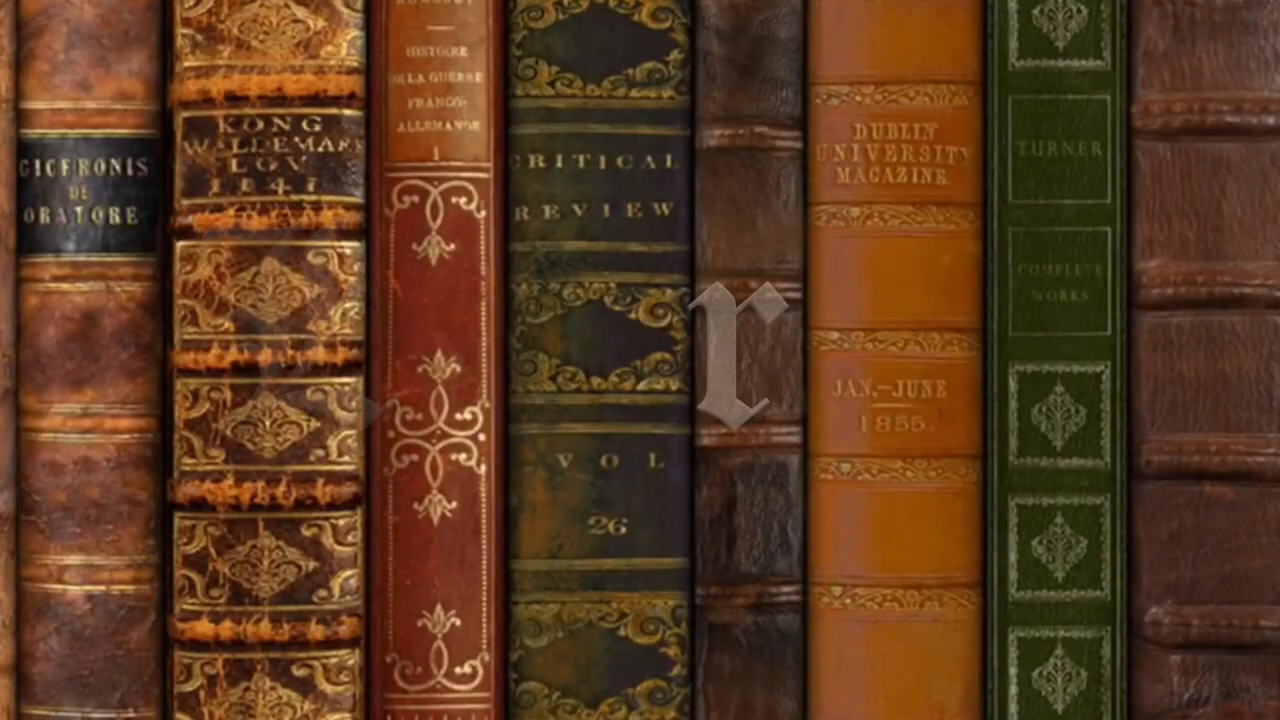 CICERONIS
DE
ORATORE
KONG
WALDEMARS
LOV
1147
HISTOIRE
DE LA GUERRE
FRANCO-
ALLEMANDE
1
CRITICAL
REVIEW
VOL
26
r
DUBLIN
UNIVERSITY
MAGAZINE.
JAN.–JUNE
1855.
TURNER
COMPLETE
WORKS